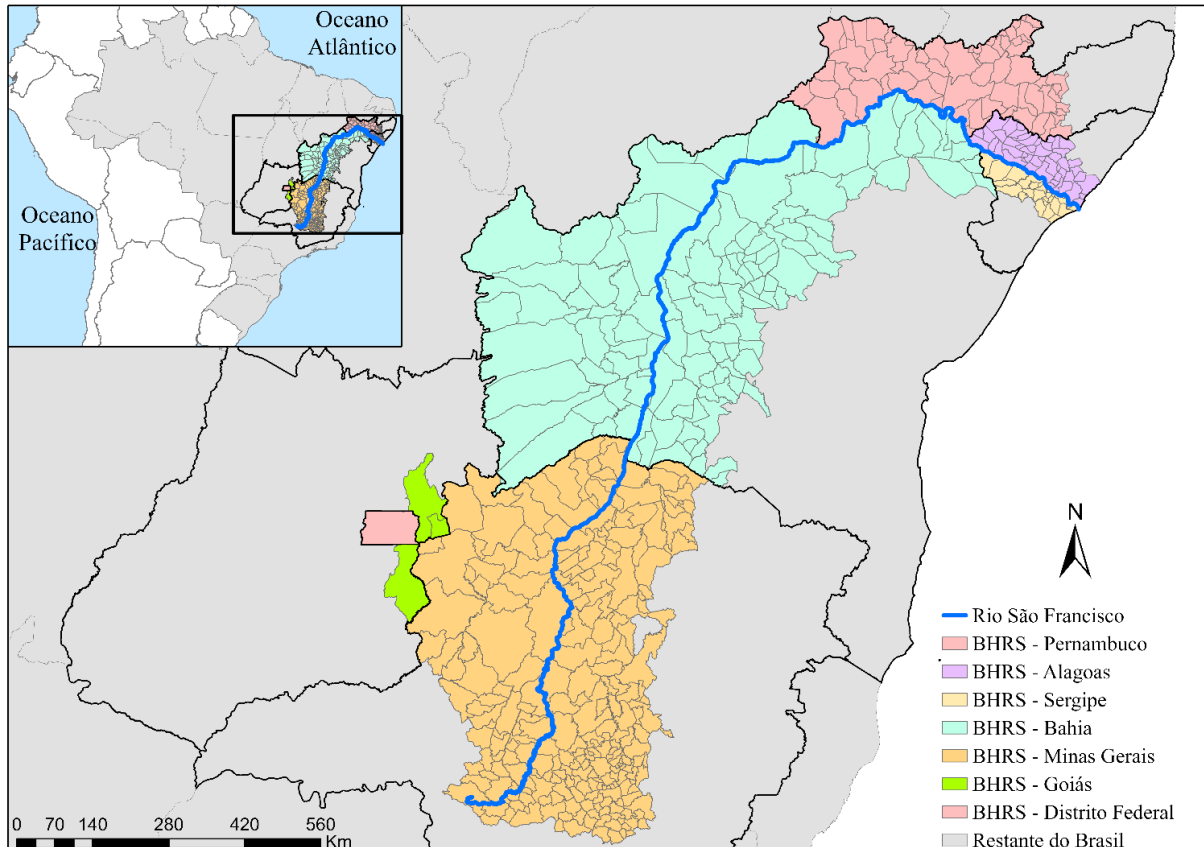 Oceano
Atlântico
Oceano
Pacífico
N
Rio São Francisco
BHRS - Pernambuco
BHRS - Alagoas
BHRS - Sergipe
BHRS - Bahia
BHRS - Minas Gerais
BHRS - Goiás
BHRS - Distrito Federal
Restante do Brasil
0 70 140 280 420 560
Km